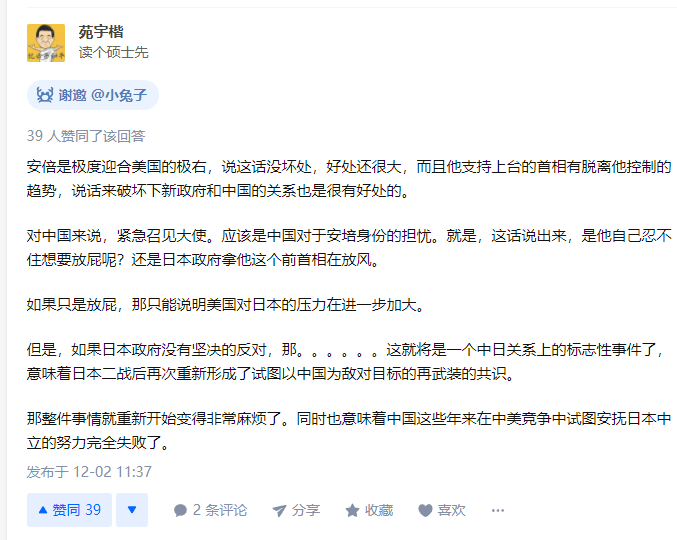 苑宇楷
读个硕士先
谢邀 @小兔子
39 人赞同了该回答
安倍是极度迎合美国的极右，说这话没坏处，好处还很大，而且他支持上台的首相有脱离他控制的
趋势，说话来破坏下新政府和中国的关系也是很有好处的。
对中国来说，紧急召见大使。应该是中国对于安培身份的担忧。就是，这话说出来，是他自己忍不
住想要放屁呢？还是日本政府拿他这个前首相在放风。
如果只是放屁，那只能说明美国对日本的压力在进一步加大。
但是，如果日本政府没有坚决的反对，那。。。。。。这就将是一个中日关系上的标志性事件了，
意味着日本二战后再次重新形成了试图以中国为敌对目标的再武装的共识。
那整件事情就重新开始变得非常麻烦了。同时也意味着中国这些年来在中美竞争中试图安抚日本中
立的努力完全失败了。
发布于 12-02 11:37
赞同 39
2 条评论
分享
收藏
喜欢